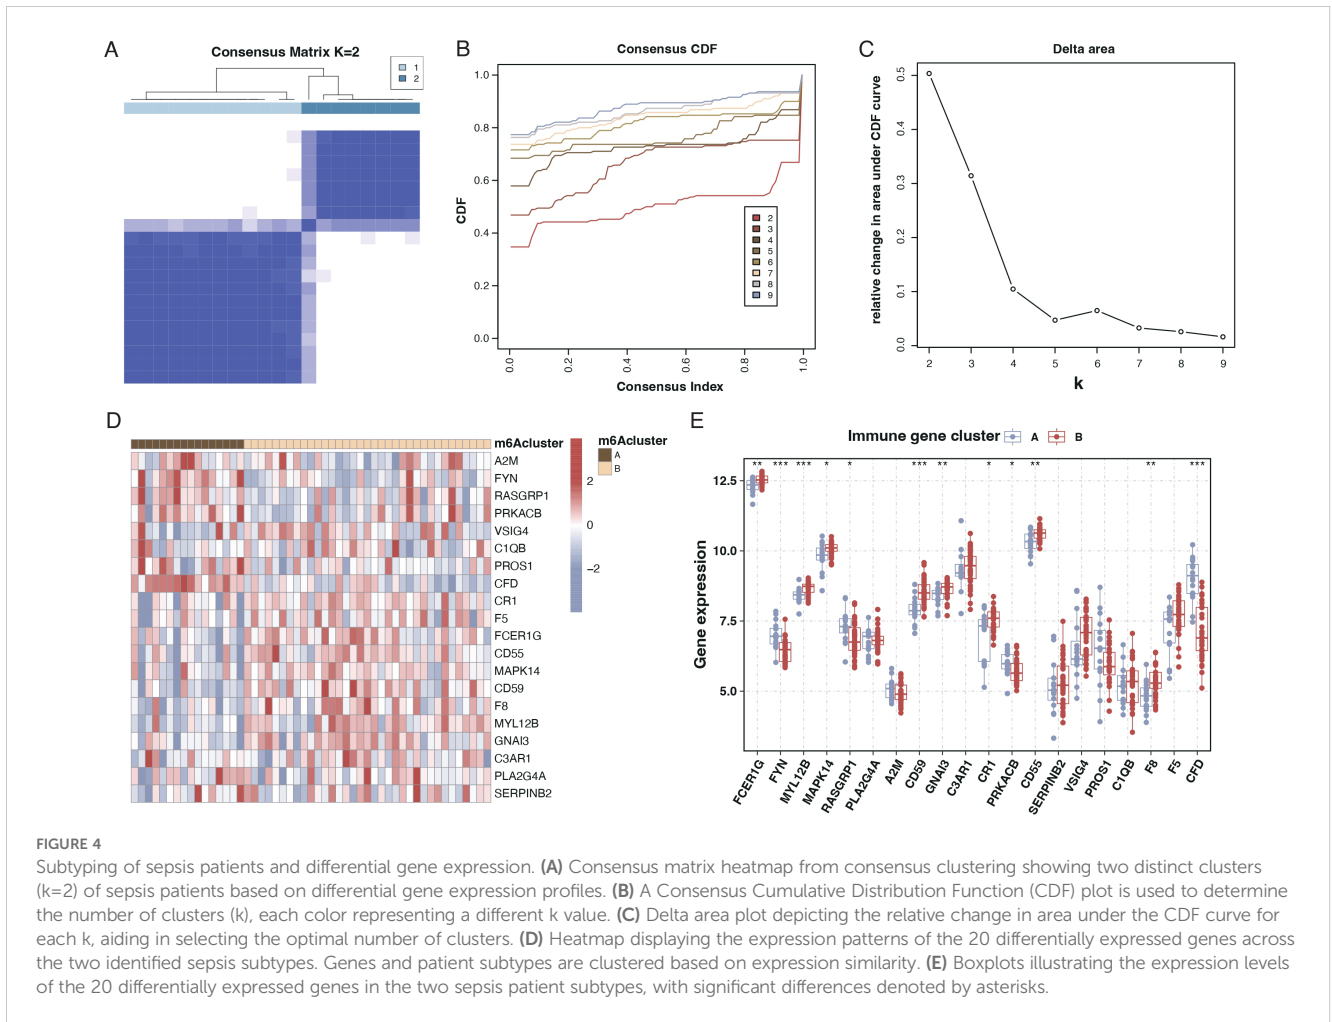 A
Consensus Matrix K=2
1
2
B
Consensus CDF
CDF
1.0
0.8
0.6
0.4
0.2
0.0
0.0
0.2
0.4
0.6
0.8
1.0
Consensus Index
2
3
4
5
6
7
8
9
C
Delta area
relative change in area under CDF curve
0.5
0.4
0.3
0.2
0.1
0.0
2
3
4
5
6
7
8
9
k
D
m6Acluster
A2M
FYN
RASGRP1
PRKACB
VSIG4
C1QB
PROS1
CFD
CR1
F5
FCER1G
CD55
MAPK14
CD59
F8
MYL12B
GNAI3
C3AR1
PLA2G4A
SERPINB2
2
0
−2
m6Acluster
A
B
E
Immune gene cluster A B
** *** *** * * *** ** * * ** ** ***
Gene expression
12.5
10.0
7.5
5.0
FCER1G
FYN
MYL12B
MAPK14
RASGRP1
PLA2G4A
A2M
CD59
GNAI3
C3AR1
CR1
PRKACB
CD55
SERPINB2
VSIG4
PROS1
C1QB
F8
F5
CFD
FIGURE 4
Subtyping of sepsis patients and differential gene expression. (A) Consensus matrix heatmap from consensus clustering showing two distinct clusters
(k=2) of sepsis patients based on differential gene expression profiles. (B) A Consensus Cumulative Distribution Function (CDF) plot is used to determine
the number of clusters (k), each color representing a different k value. (C) Delta area plot depicting the relative change in area under the CDF curve for
each k, aiding in selecting the optimal number of clusters. (D) Heatmap displaying the expression patterns of the 20 differentially expressed genes across
the two identified sepsis subtypes. Genes and patient subtypes are clustered based on expression similarity. (E) Boxplots illustrating the expression levels
of the 20 differentially expressed genes in the two sepsis patient subtypes, with significant differences denoted by asterisks.